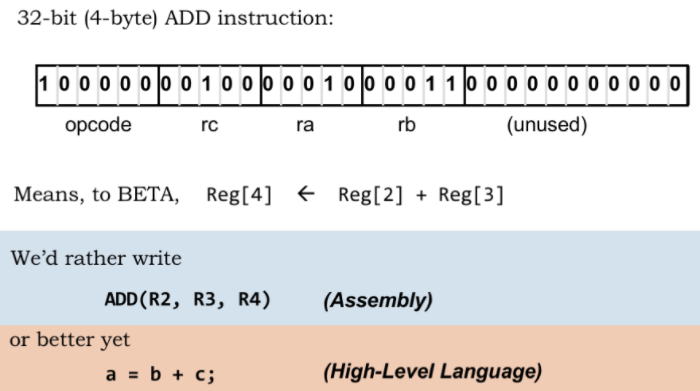 32-bit (4-byte) ADD instruction:
1 0 0 0 0 0 0 0 1 0 0 0 0 0 1 0 0 0 0 1 1 0 0 0 0 0 0 0 0 0 0 0
opcode rc ra rb (unused)
Means, to BETA, Reg[4] ← Reg[2] + Reg[3]
We'd rather write
ADD(R2, R3, R4) (Assembly)
or better yet
a = b + c; (High-Level Language)